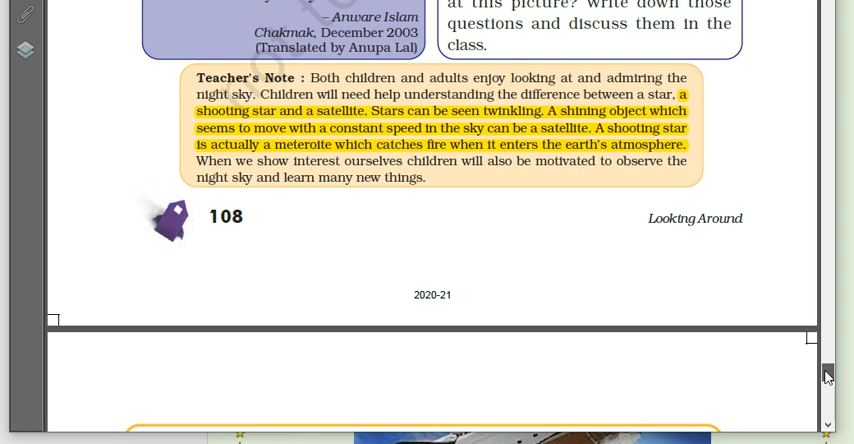 – Anware Islam
Chakmak, December 2003
(Translated by Anupa Lal)
at this picture? Write down those
questions and discuss them in the
class.
Teacher's Note : Both children and adults enjoy looking at and admiring the
night sky. Children will need help understanding the difference between a star, a
shooting star and a satellite. Stars can be seen twinkling. A shining object which
seems to move with a constant speed in the sky can be a satellite. A shooting star
is actually a meteroite which catches fire when it enters the earth's atmosphere.
When we show interest ourselves children will also be motivated to observe the
night sky and learn many new things.
108
Looking Around
2020-21